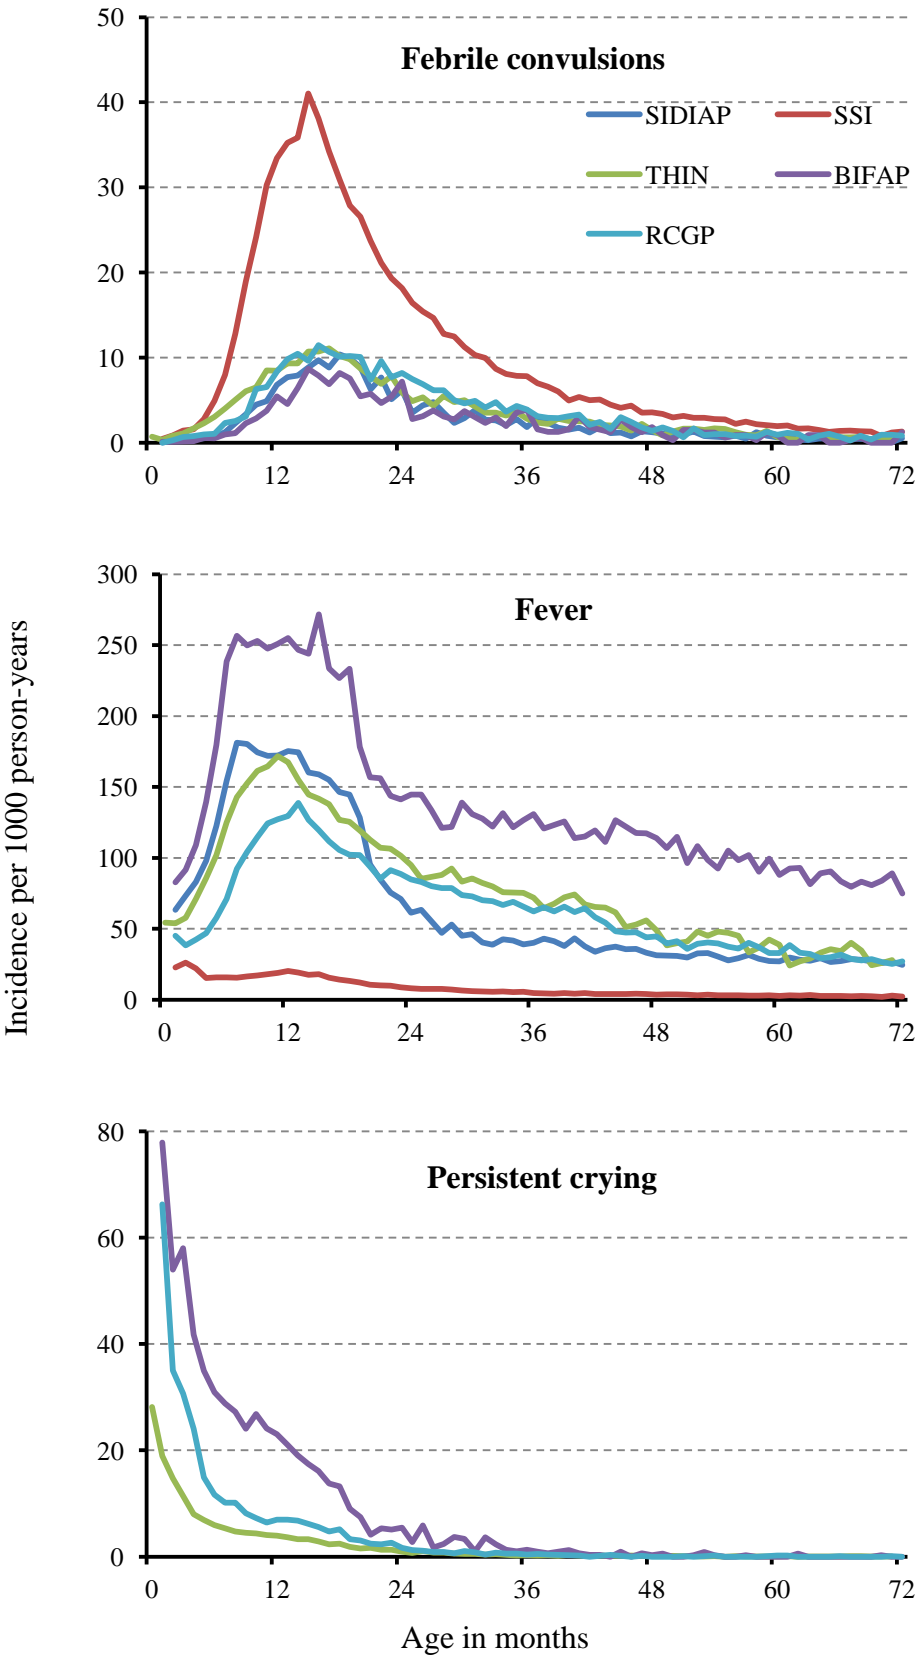 50
Febrile convulsions
40
SIDIAP SSI
30
THIN BIFAP
20
RCGP
10
0
0 12 24 36 48 60 72
Incidence per 1000 person-years
300
Fever
250
200
150
100
50
0
0 12 24 36 48 60 72
80
Persistent crying
60
40
20
0
0 12 24 36 48 60 72
Age in months